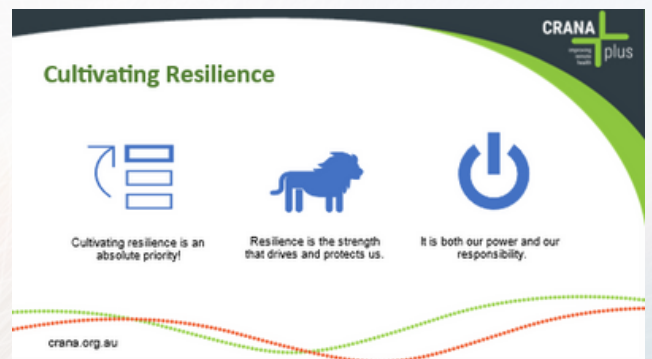 CRANA
plus
improving
remote
health
Cultivating Resilience
Cultivating resilience is an
absolute priority!
Resilience is the strength
that drives and protects us.
It is both our power and our
responsibility.
crana.org.au